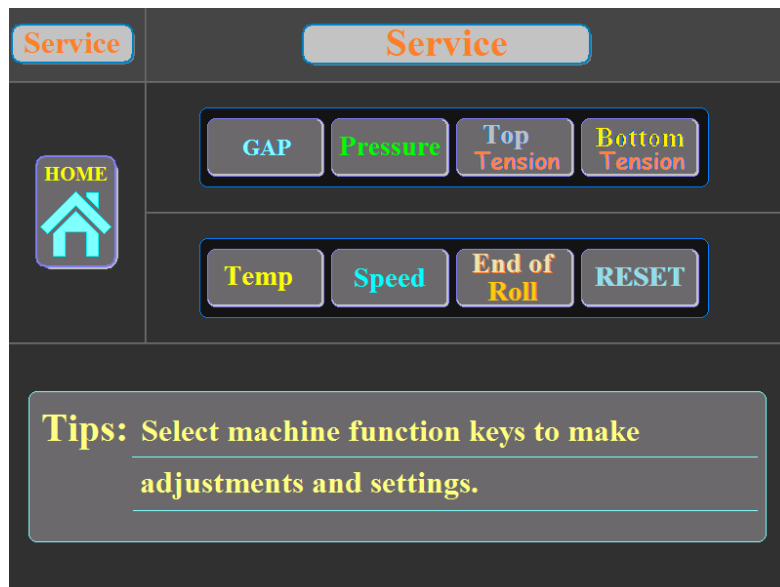 Service
Service
HOME
GAP
Pressure
Top
Tension
Bottom
Tension
Temp
Speed
End of
Roll
RESET
Tips: Select machine function keys to make
adjustments and settings.